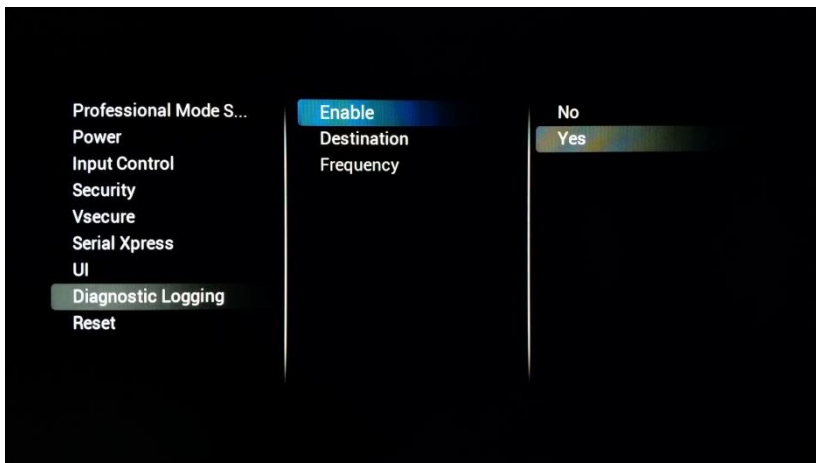 Professional Mode S...
Power
Input Control
Security
Vsecure
Serial Xpress
UI
Diagnostic Logging
Reset
Enable
Destination
Frequency
No
Yes